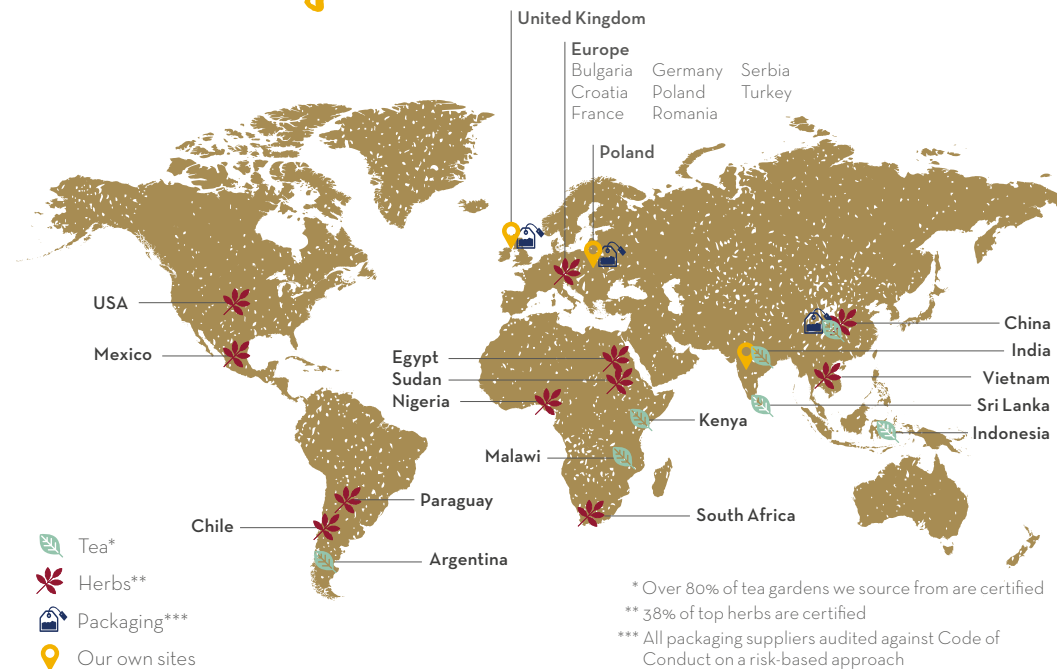 United Kingdom
Europe
Bulgaria Germany Serbia
Croatia Poland Turkey
France Romania
Poland
USA
Mexico
Egypt
Sudan
Nigeria
Kenya
Malawi
China
India
Vietnam
Sri Lanka
Indonesia
Paraguay
Chile
Argentina
South Africa
Tea*
Herbs**
Packaging***
Our own sites
* Over 80% of tea gardens we source from are certified
** 38% of top herbs are certified
*** All packaging suppliers audited against Code of
Conduct on a risk-based approach